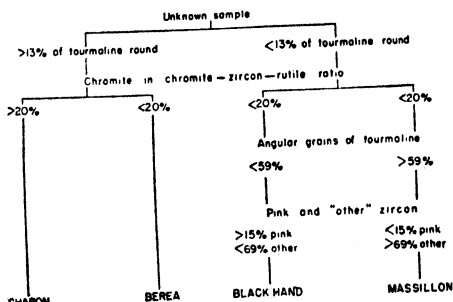 Unknown sample
>13% of tourmaline round <13% of tourmaline round
Chromite in chromite—zircon—rutile ratio
>20% <20% <20% <20%
Angular grains of tourmaline
<59% >59%
Pink and "other" zircon
>15% pink <15% pink
<69% other >69% other
SHARON BEREA BLACK HAND MASSILLON